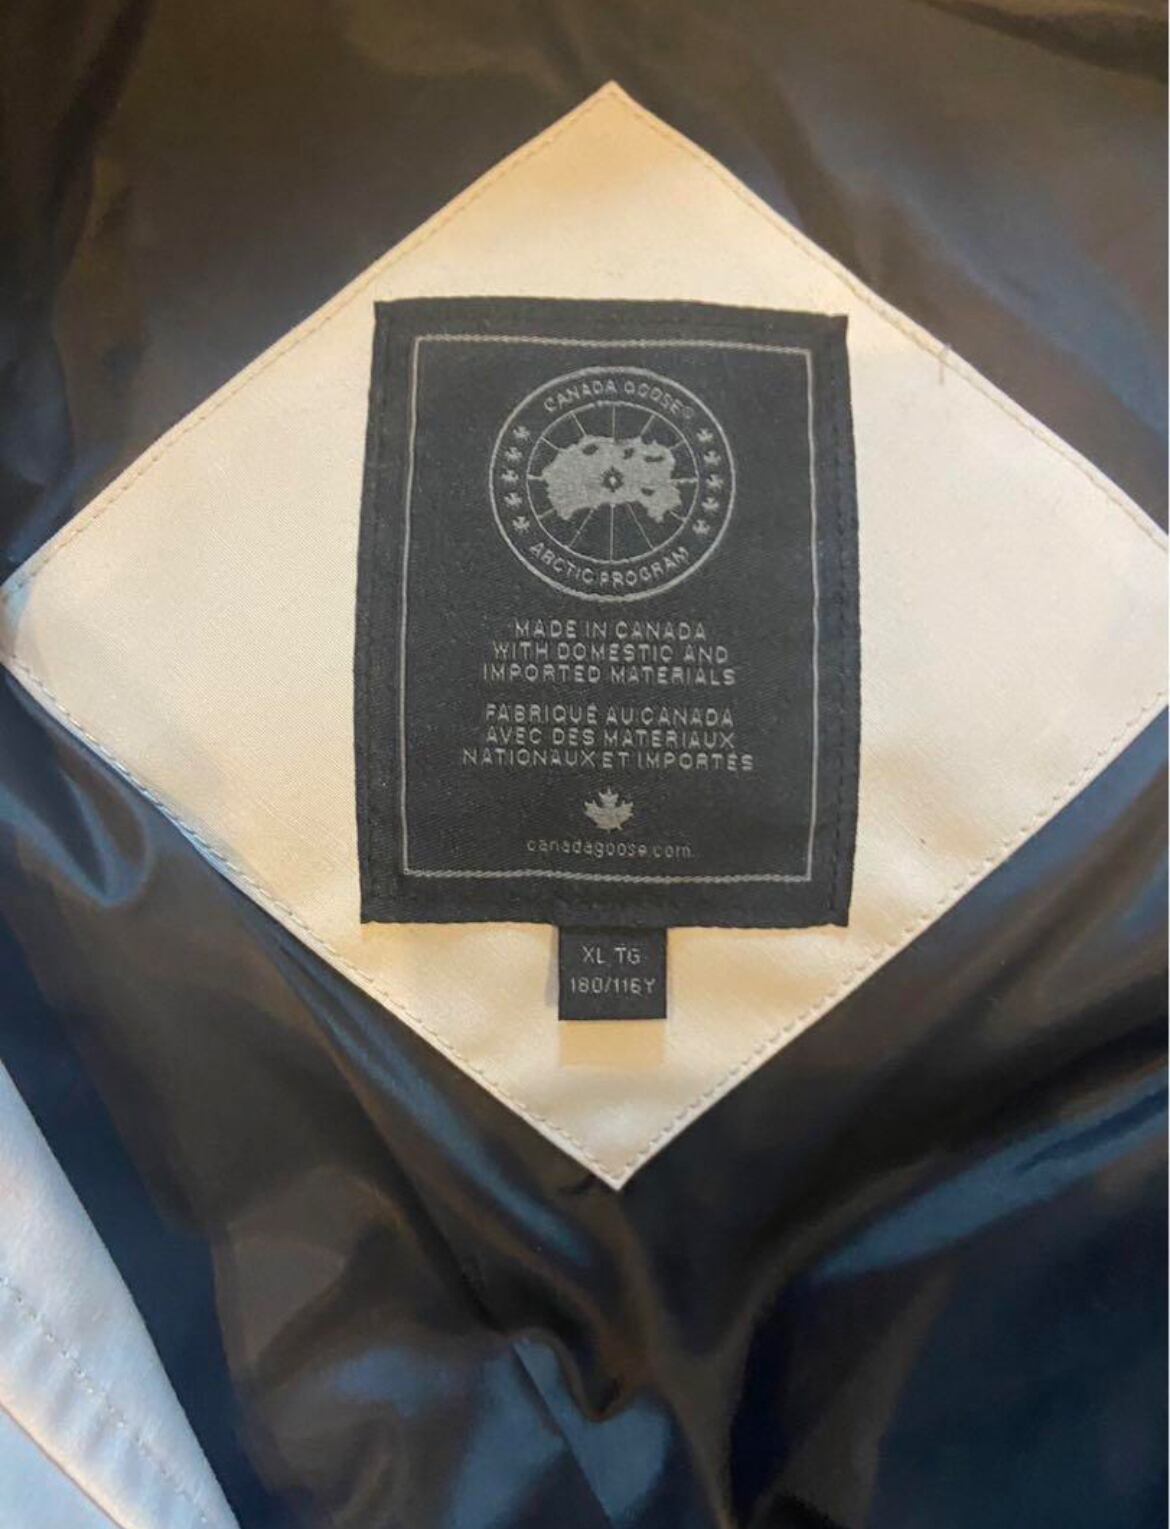 CANADA GOOSE®
ARCTIC PROGRAM
MADE IN CANADA
WITH DOMESTIC AND
IMPORTED MATERIALS
FABRIQUÉ AU CANADA
AVEC DES MATERIAUX
NATIONAUX ET IMPORTÉS
canadagoose.com
XL TG
180/116Y